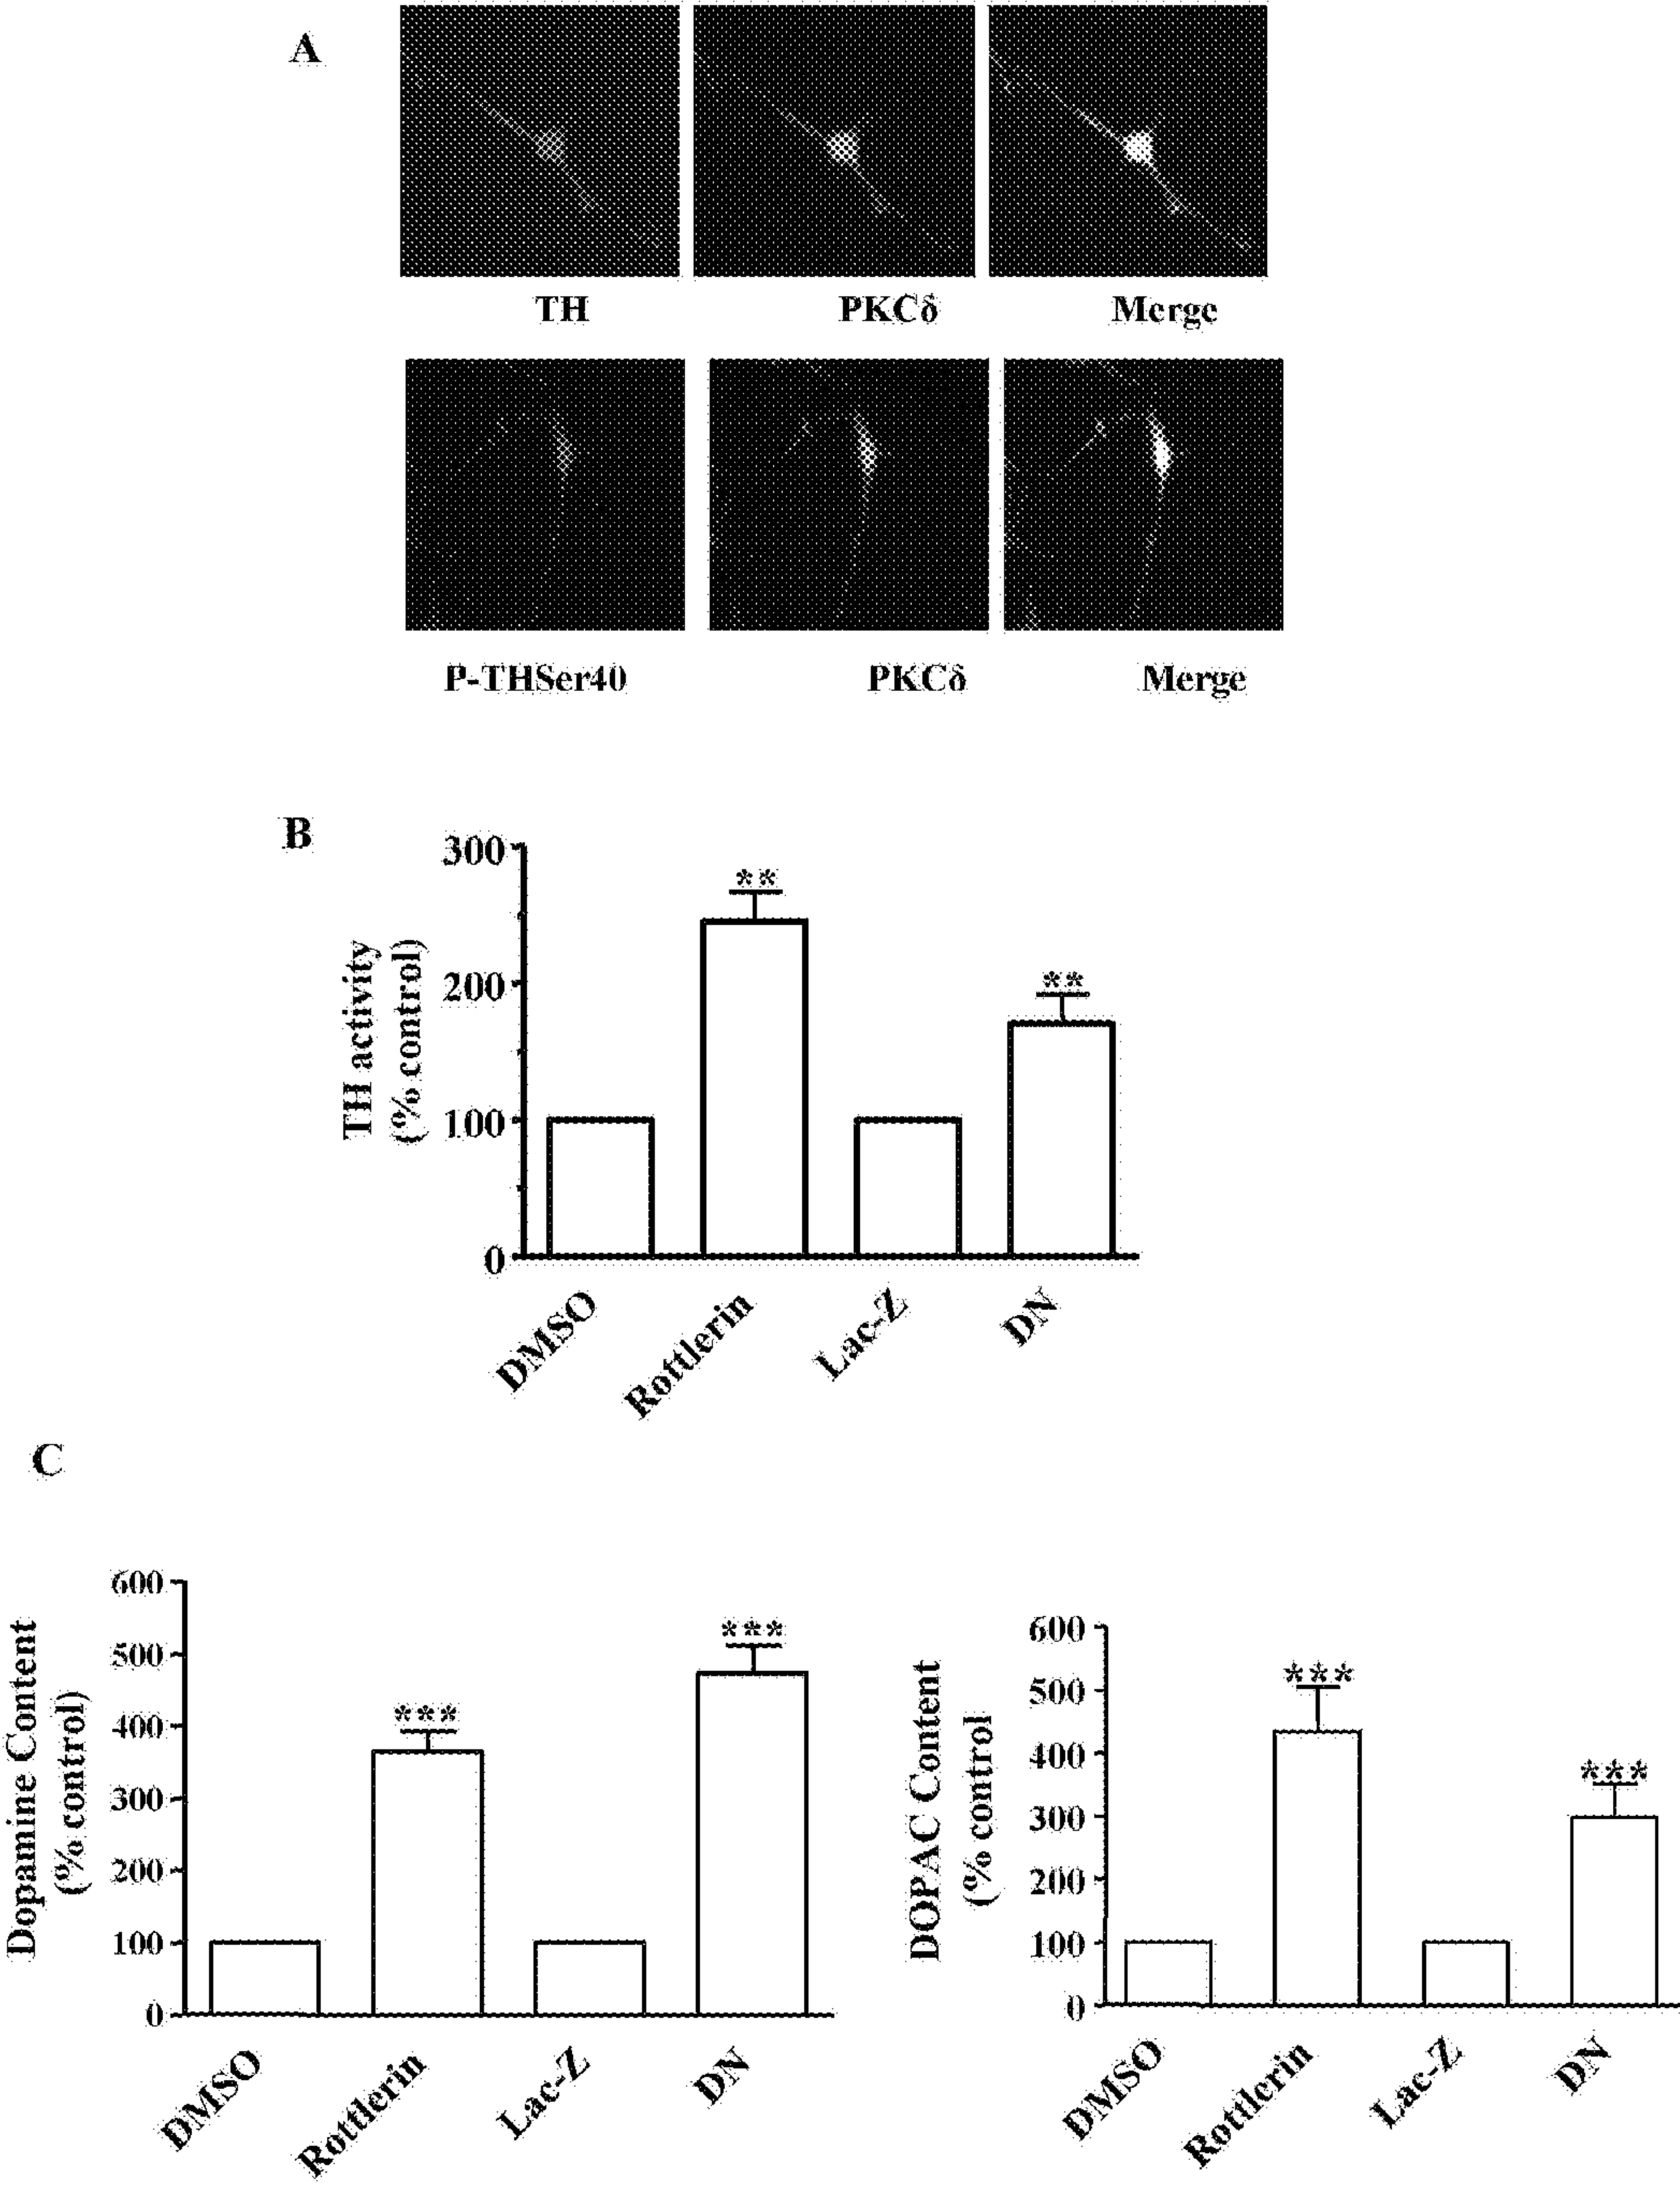 A
TH PKCδ Merge
P-THSer40 PKCδ Merge
B
TH activity
(% control)
300
200
100
0
**
**
DMSO Rottlerin Lac-Z DN
C
Dopamine Content
(% control)
600
500
400
300
200
100
0
***
***
DMSO Rottlerin Lac-Z DN
DOPAC Content
(% control
600
500
400
300
200
100
0
***
***
DMSO Rottlerin Lac-Z DN